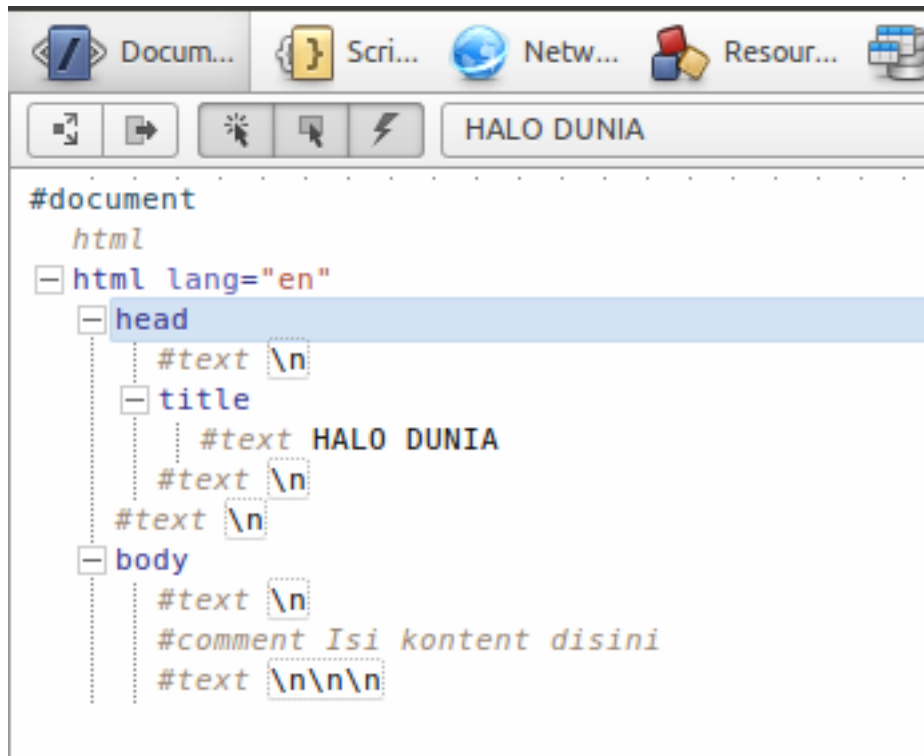 Docum... Scri... Netw... Resour...
HALO DUNIA
#document
html
html lang="en"
head
#text \n
title
#text HALO DUNIA
#text \n
#text \n
body
#text \n
#comment Isi kontent disini
#text \n\n\n